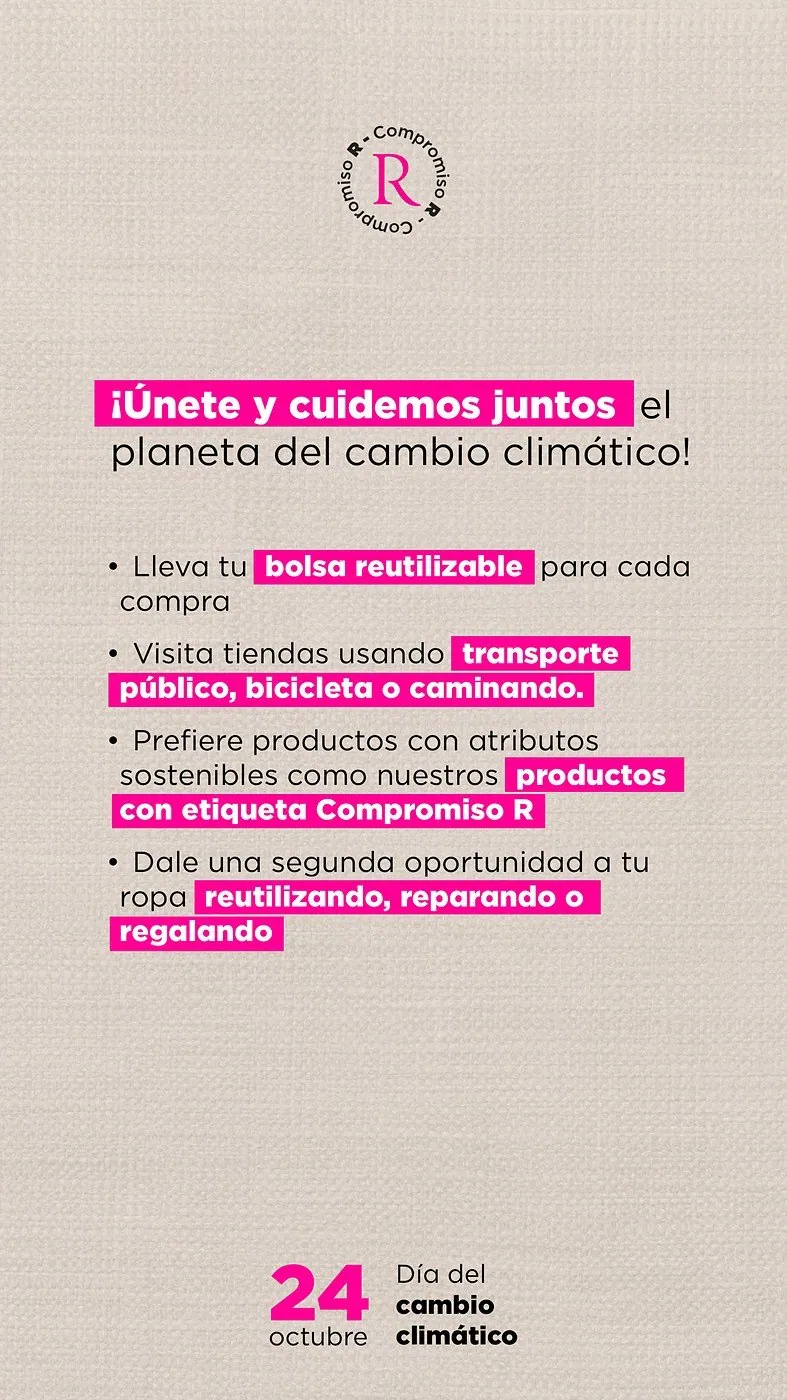 Compromiso R - Compromiso R -
R
¡Únete y cuidemos juntos el
planeta del cambio climático!
• Lleva tu bolsa reutilizable para cada
compra
• Visita tiendas usando transporte
público, bicicleta o caminando.
• Prefiere productos con atributos
sostenibles como nuestros productos
con etiqueta Compromiso R
• Dale una segunda oportunidad a tu
ropa reutilizando, reparando o
regalando
24
octubre
Día del
cambio
climático